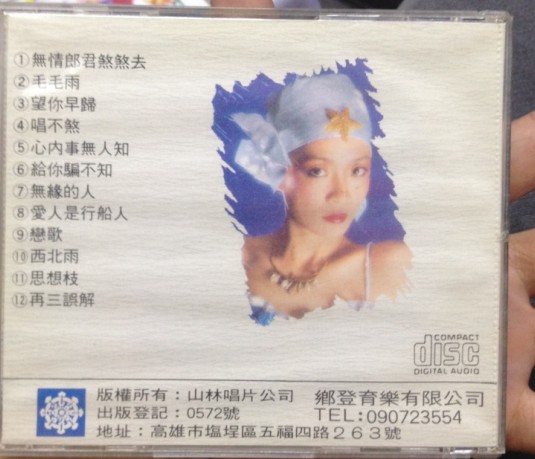 ①無情郎君煞煞去
②毛毛雨
③望你早歸
④唱不煞
⑤心內事無人知
⑥給你騙不知
⑦無緣的人
⑧愛人是行船人
⑨戀歌
⑩西北雨
⑪思想枝
⑫再三誤解
COMPACT
disc
DIGITAL AUDIO
版權所有：山林唱片公司
出版登記：0572號
地址：高雄市塩埕區五福四路263號
鄉登育樂有限公司
TEL:090723554